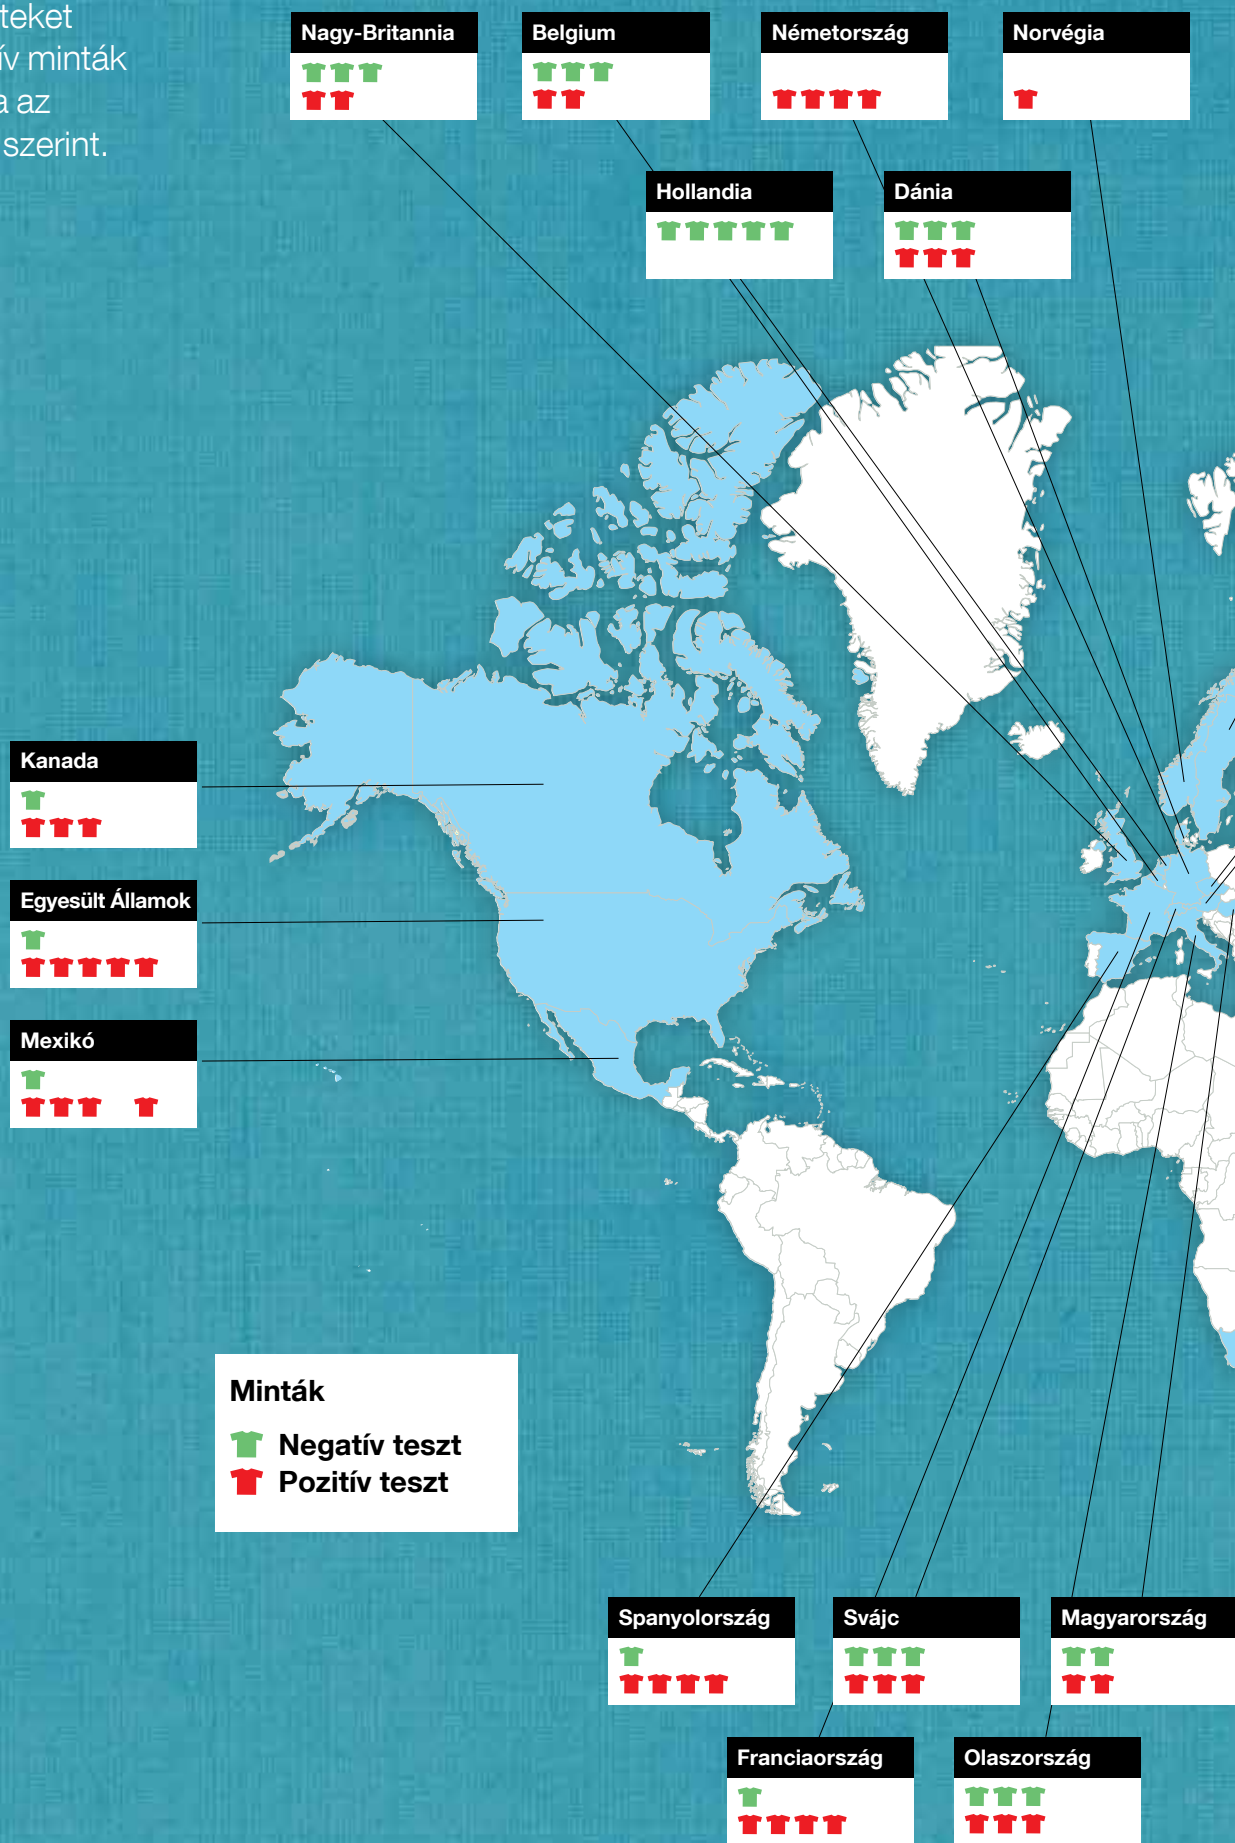 teket
ív minták
a az
szerint.
Nagy-Britannia
Belgium
Németország
Norvégia
Hollandia
Dánia
Kanada
Egyesült Államok
Mexikó
Minták
Negatív teszt
Pozitív teszt
Spanyolország
Svájc
Magyarország
Franciaország
Olaszország